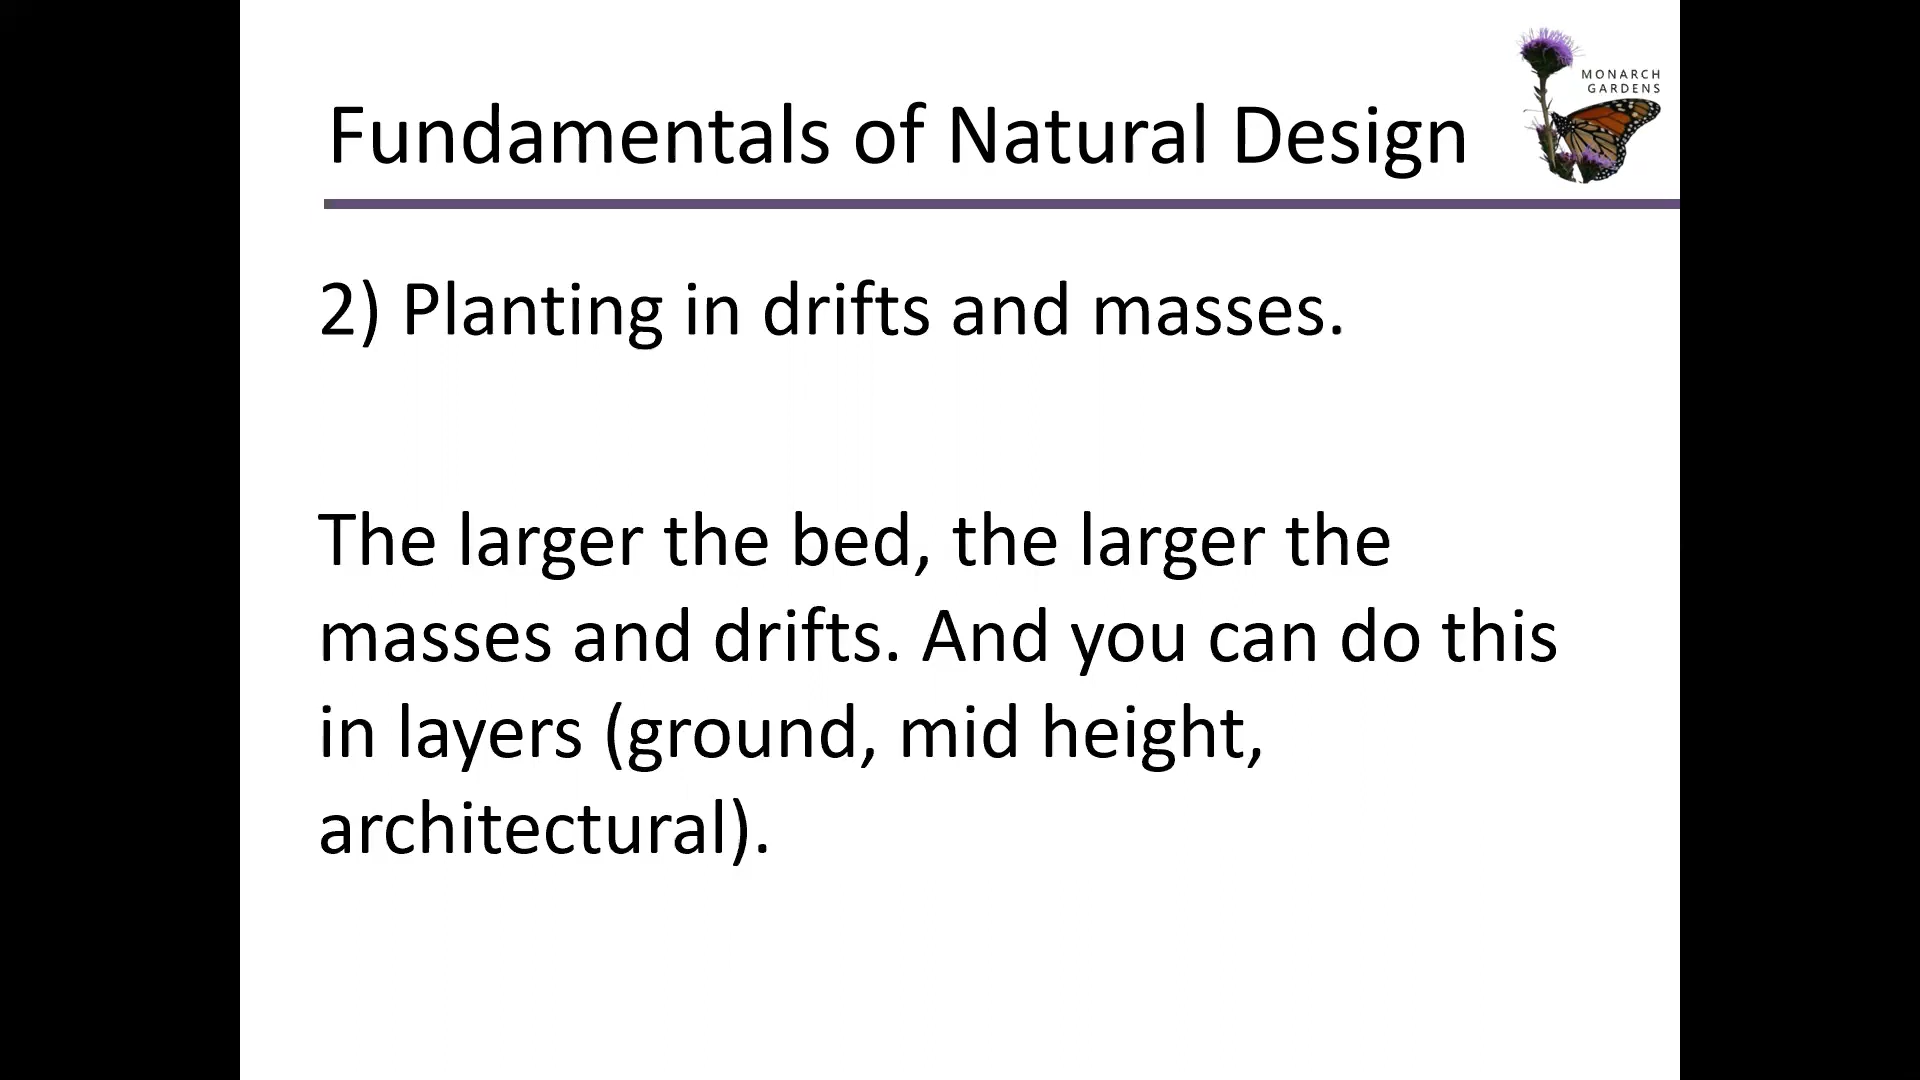 MONARCH
GARDENS
Fundamentals of Natural Design
2) Planting in drifts and masses.
The larger the bed, the larger the
masses and drifts. And you can do this
in layers (ground, mid height,
architectural).